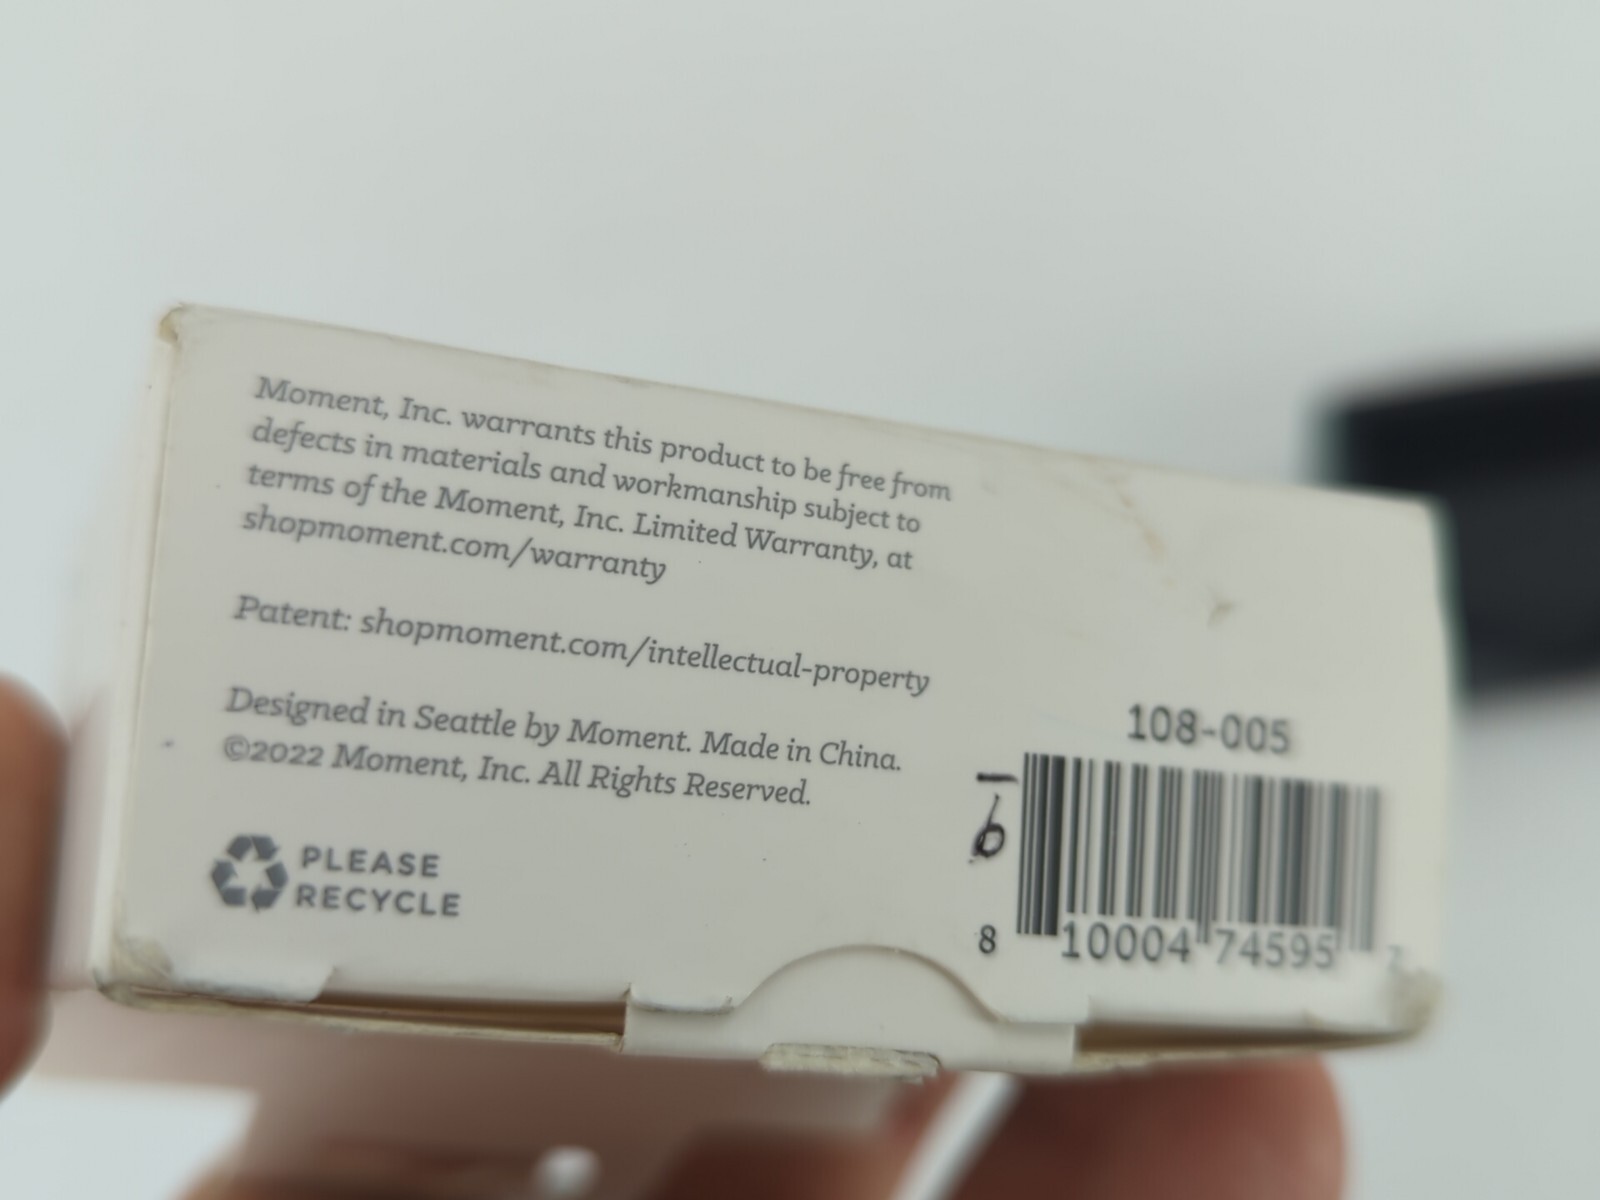 Moment, Inc. warrants this product to be free from
defects in materials and workmanship subject to
terms of the Moment, Inc. Limited Warranty, at
shopmoment.com/warranty
Patent: shopmoment.com/intellectual-property
Designed in Seattle by Moment. Made in China.
©2022 Moment, Inc. All Rights Reserved.
PLEASE
RECYCLE
108-005
8 10004 74595